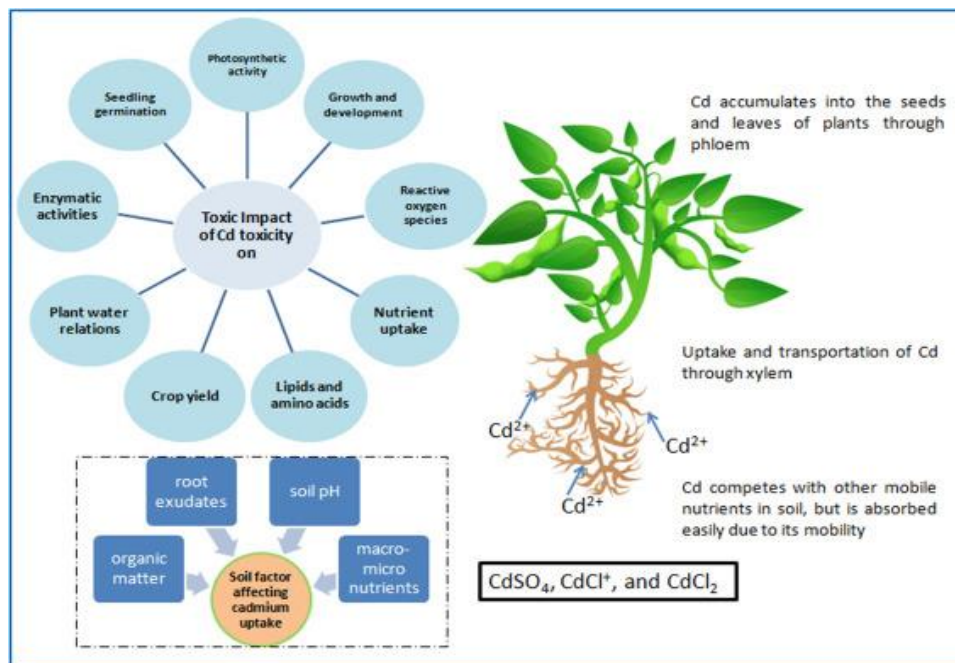 Photosynthetic
activity
Seedling
germination
Growth and
development
Enzymatic
activities
Reactive
oxygen
species
Toxic Impact
of Cd toxicity
on
Plant water
relations
Nutrient
uptake
Crop yield
Lipids and
amino acids
root
exudates
soil pH
organic
matter
macro-
micro
nutrients
Soil factor
affecting
cadmium
uptake
Cd accumulates into the seeds
and leaves of plants through
phloem
Uptake and transportation of Cd
through xylem
Cd²⁺
Cd²⁺
Cd²⁺
Cd competes with other mobile
nutrients in soil, but is absorbed
easily due to its mobility
CdSO₄, CdCl⁺, and CdCl₂